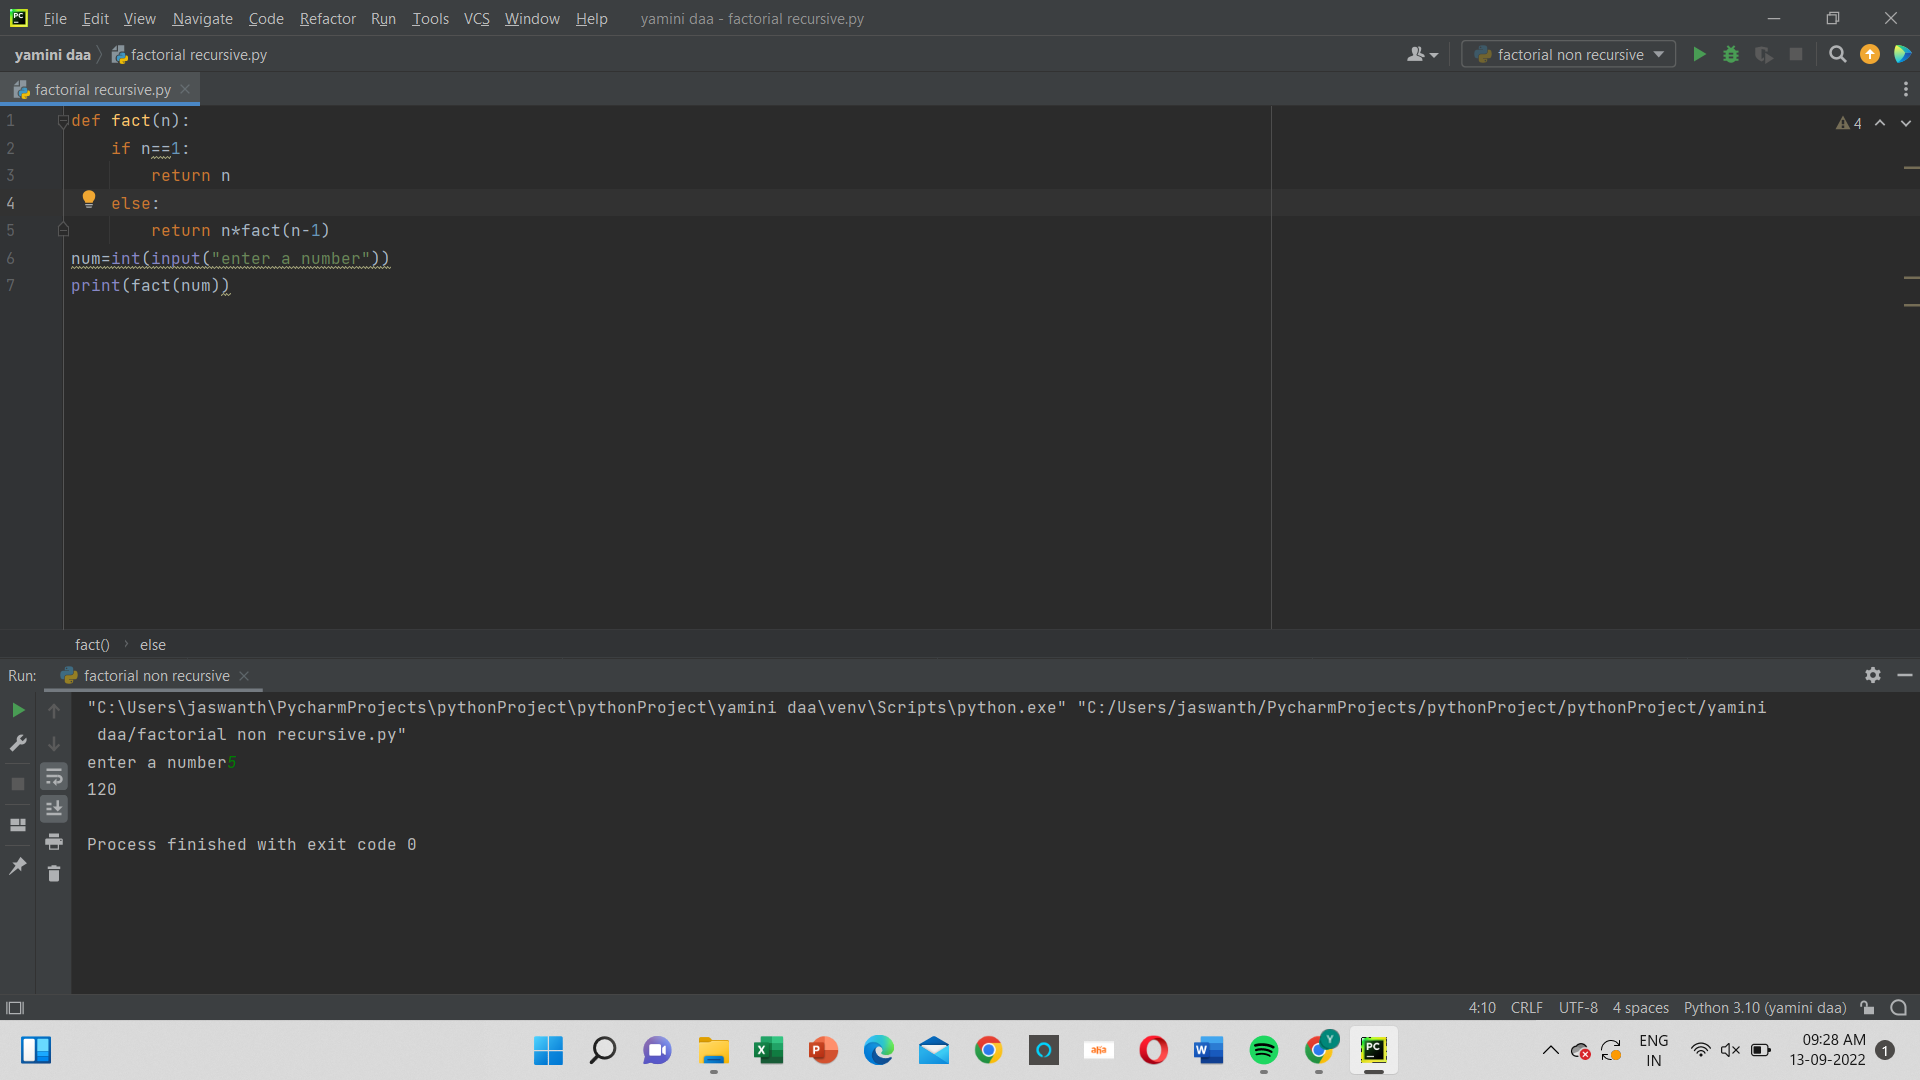 File Edit View Navigate Code Refactor Run Tools VCS Window Help yamini daa - factorial recursive.py
yamini daa factorial recursive.py factorial non recursive
factorial recursive.py
1 def fact(n):
2     if n==1:
3         return n
4     else:
5         return n*fact(n-1)
6 num=int(input("enter a number"))
7 print(fact(num))
4
fact() › else
Run: factorial non recursive
"C:\Users\jaswanth\PycharmProjects\pythonProject\pythonProject\yamini daa\venv\Scripts\python.exe" "C:/Users/jaswanth/PycharmProjects/pythonProject/pythonProject/yamini
daa/factorial non recursive.py"
enter a number5
120
Process finished with exit code 0
4:10 CRLF UTF-8 4 spaces Python 3.10 (yamini daa)
ENG
IN
09:28 AM
13-09-2022
1
PC
X
P
aha
W
Y
PC